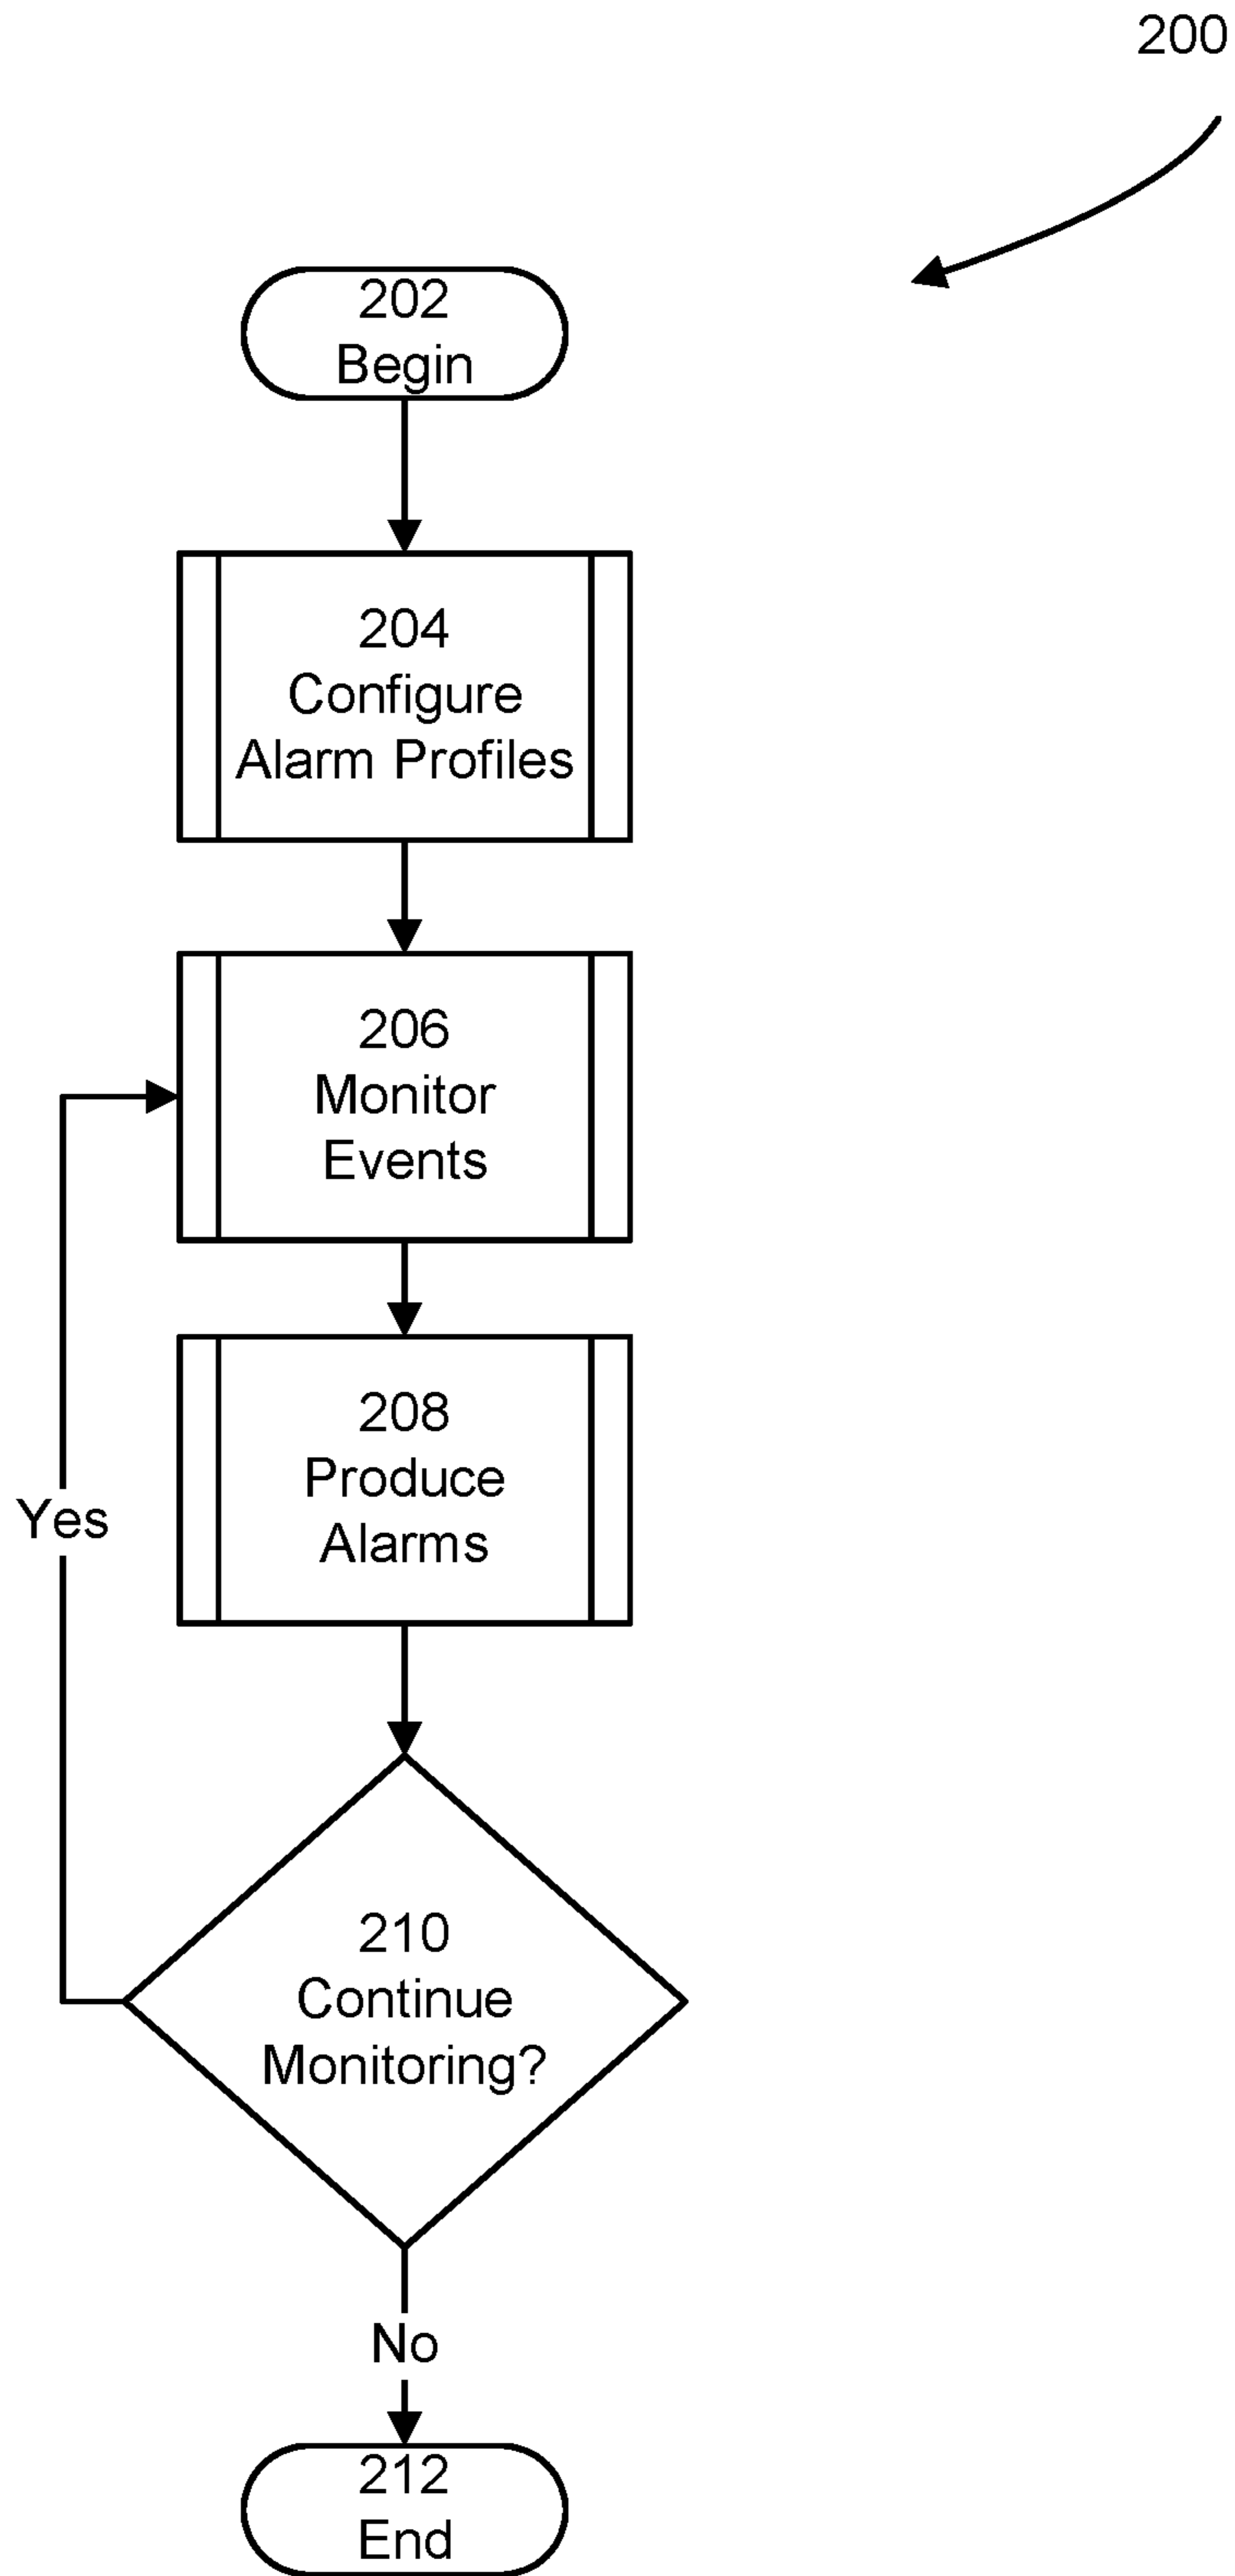 200
202
Begin
204
Configure
Alarm Profiles
206
Monitor
Events
208
Produce
Alarms
Yes
210
Continue
Monitoring?
No
212
End